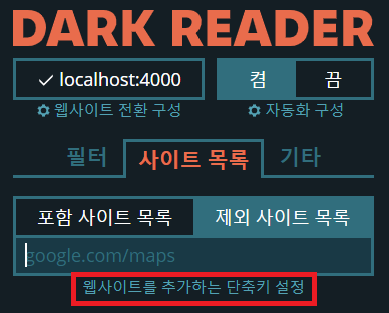 DARK READER
localhost:4000 켬 끔
웹사이트 전환 구성 자동화 구성
필터 사이트 목록 기타
포함 사이트 목록 제외 사이트 목록
google.com/maps
웹사이트를 추가하는 단축키 설정